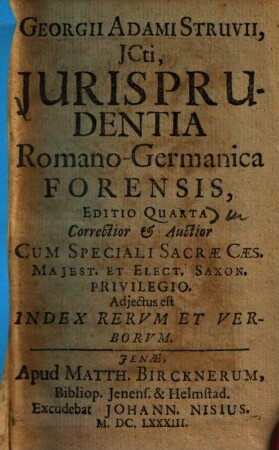 GEORGII ADAMI STRUVII,
JCti,
JURISPRU-
DENTIA
Romano-Germanica
FORENSIS,
EDITIO QUARTA
Correctior & Auctior
CUM SPECIALI SACRÆ CÆS.
MAJEST. ET ELECT. SAXON.
PRIVILEGIO.
Adjectus est
INDEX RERVM ET VER-
BORVM.
JENÆ,
Apud MATTH. BIRCKNERUM,
Bibliop. Jenens. & Helmstad.
Excudebat JOHANN. NISIUS.
M. DC. LXXXIII.